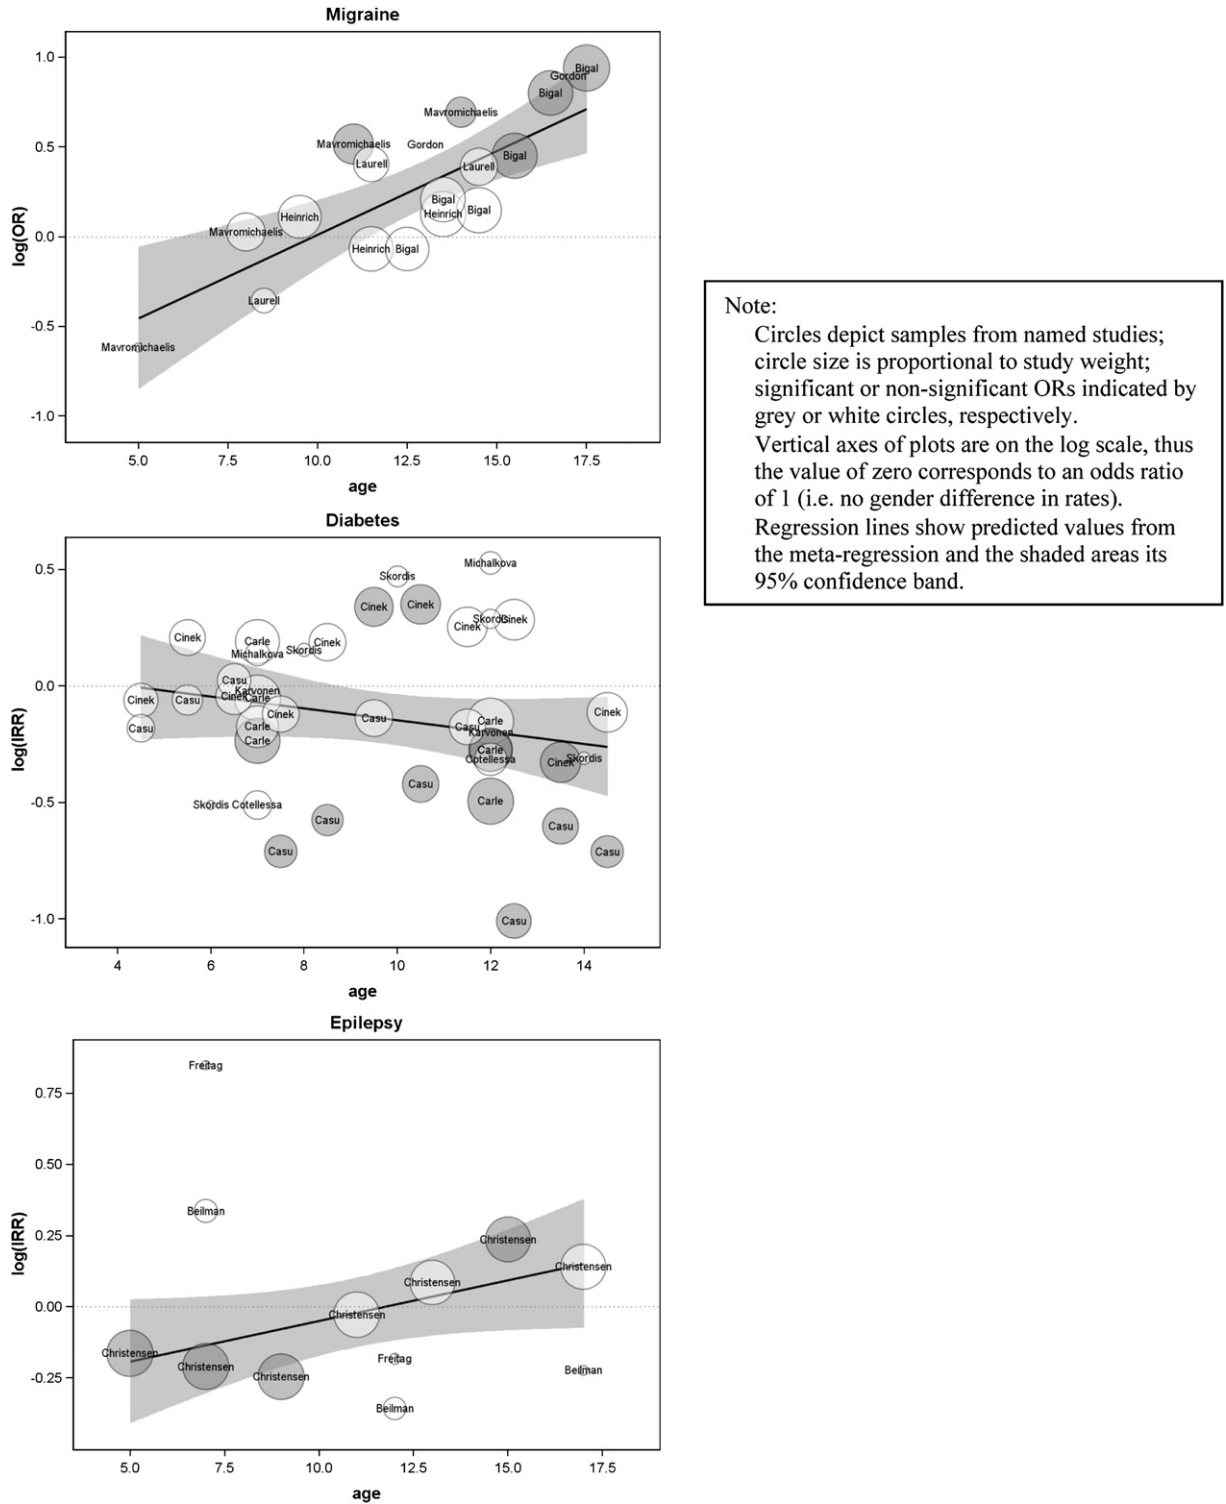 Migraine
log(OR)
1.0
0.5
0.0
-0.5
-1.0
Bigal
Gordon
Bigal
Mavromichaelis
Mavromichaelis
Gordon
Laurell
Laurell
Bigal
Bigal
Heinrich
Bigal
Heinrich
Mavromichaelis
Heinrich
Bigal
Laurell
Mavromichaelis
5.0 7.5 10.0 12.5 15.0 17.5
age
Note:
Circles depict samples from named studies;
circle size is proportional to study weight;
significant or non-significant ORs indicated by
grey or white circles, respectively.
Vertical axes of plots are on the log scale, thus
the value of zero corresponds to an odds ratio
of 1 (i.e. no gender difference in rates).
Regression lines show predicted values from
the meta-regression and the shaded areas its
95% confidence band.
Diabetes
log(IRR)
0.5
0.0
-0.5
-1.0
Michalkova
Skordis
Cinek
Cinek
Cinek
Skordis
Cinek
Cinek
Carle
Michalkova
Skordis
Cinek
Casu
Cinek
Casu
Cinek
Karvonen
Carle
Cinek
Casu
Casu
Carle
Cinek
Casu
Carle
Carle
Karvonen
Carle
Cotellessa
Cinek
Skordis
Skordis
Cotellessa
Casu
Carle
Casu
Casu
Casu
Casu
Casu
4 6 8 10 12 14
age
Epilepsy
log(IRR)
0.75
0.50
0.25
0.00
-0.25
Freitag
Beilman
Christensen
Christensen
Christensen
Christensen
Christensen
Christensen
Christensen
Freitag
Beilman
Beilman
5.0 7.5 10.0 12.5 15.0 17.5
age